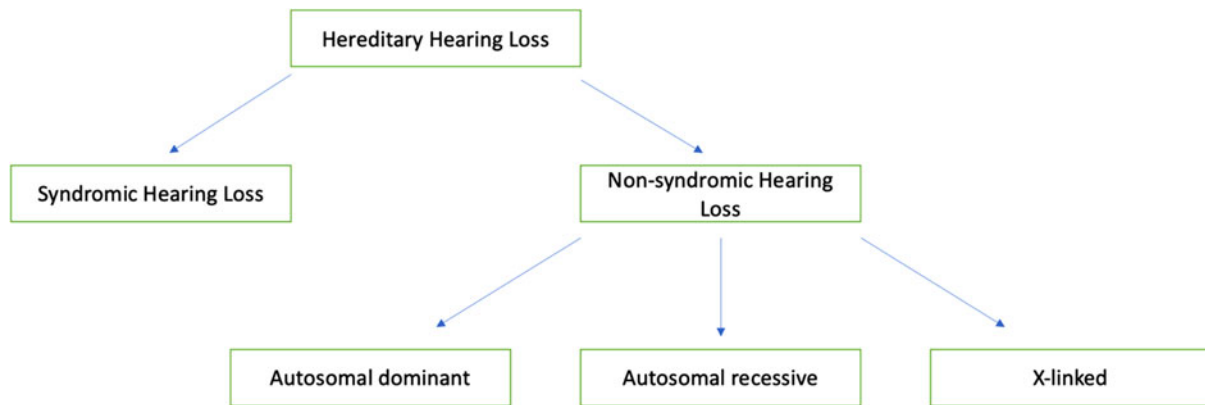 Hereditary Hearing Loss
Syndromic Hearing Loss
Non-syndromic Hearing
Loss
Autosomal dominant
Autosomal recessive
X-linked